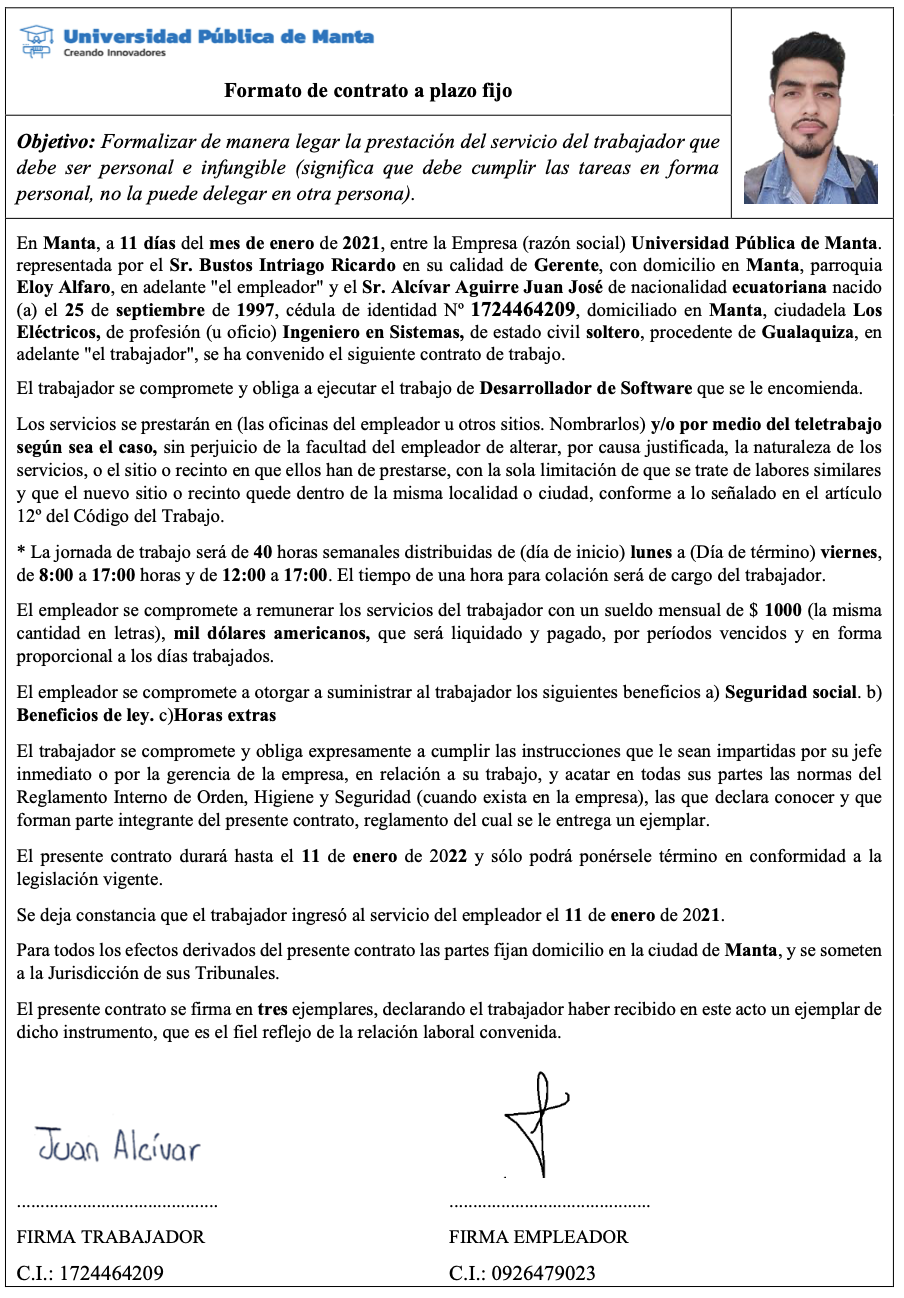 Universidad Pública de Manta
Creando Innovadores
Formato de contrato a plazo fijo
Objetivo: Formalizar de manera legar la prestación del servicio del trabajador que
debe ser personal e infungible (significa que debe cumplir las tareas en forma
personal, no la puede delegar en otra persona).
En Manta, a 11 días del mes de enero de 2021, entre la Empresa (razón social) Universidad Pública de Manta.
representada por el Sr. Bustos Intriago Ricardo en su calidad de Gerente, con domicilio en Manta, parroquia
Eloy Alfaro, en adelante "el empleador" y el Sr. Alcívar Aguirre Juan José de nacionalidad ecuatoriana nacido
(a) el 25 de septiembre de 1997, cédula de identidad Nº 1724464209, domiciliado en Manta, ciudadela Los
Eléctricos, de profesión (u oficio) Ingeniero en Sistemas, de estado civil soltero, procedente de Gualaquiza, en
adelante "el trabajador", se ha convenido el siguiente contrato de trabajo.
El trabajador se compromete y obliga a ejecutar el trabajo de Desarrollador de Software que se le encomienda.
Los servicios se prestarán en (las oficinas del empleador u otros sitios. Nombrarlos) y/o por medio del teletrabajo
según sea el caso, sin perjuicio de la facultad del empleador de alterar, por causa justificada, la naturaleza de los
servicios, o el sitio o recinto en que ellos han de prestarse, con la sola limitación de que se trate de labores similares
y que el nuevo sitio o recinto quede dentro de la misma localidad o ciudad, conforme a lo señalado en el artículo
12º del Código del Trabajo.
* La jornada de trabajo será de 40 horas semanales distribuidas de (día de inicio) lunes a (Día de término) viernes,
de 8:00 a 17:00 horas y de 12:00 a 17:00. El tiempo de una hora para colación será de cargo del trabajador.
El empleador se compromete a remunerar los servicios del trabajador con un sueldo mensual de $ 1000 (la misma
cantidad en letras), mil dólares americanos, que será liquidado y pagado, por períodos vencidos y en forma
proporcional a los días trabajados.
El empleador se compromete a otorgar a suministrar al trabajador los siguientes beneficios a) Seguridad social. b)
Beneficios de ley. c)Horas extras
El trabajador se compromete y obliga expresamente a cumplir las instrucciones que le sean impartidas por su jefe
inmediato o por la gerencia de la empresa, en relación a su trabajo, y acatar en todas sus partes las normas del
Reglamento Interno de Orden, Higiene y Seguridad (cuando exista en la empresa), las que declara conocer y que
forman parte integrante del presente contrato, reglamento del cual se le entrega un ejemplar.
El presente contrato durará hasta el 11 de enero de 2022 y sólo podrá ponérsele término en conformidad a la
legislación vigente.
Se deja constancia que el trabajador ingresó al servicio del empleador el 11 de enero de 2021.
Para todos los efectos derivados del presente contrato las partes fijan domicilio en la ciudad de Manta, y se someten
a la Jurisdicción de sus Tribunales.
El presente contrato se firma en tres ejemplares, declarando el trabajador haber recibido en este acto un ejemplar de
dicho instrumento, que es el fiel reflejo de la relación laboral convenida.
Juan Alcívar
FIRMA TRABAJADOR FIRMA EMPLEADOR
C.I.: 1724464209 C.I.: 0926479023